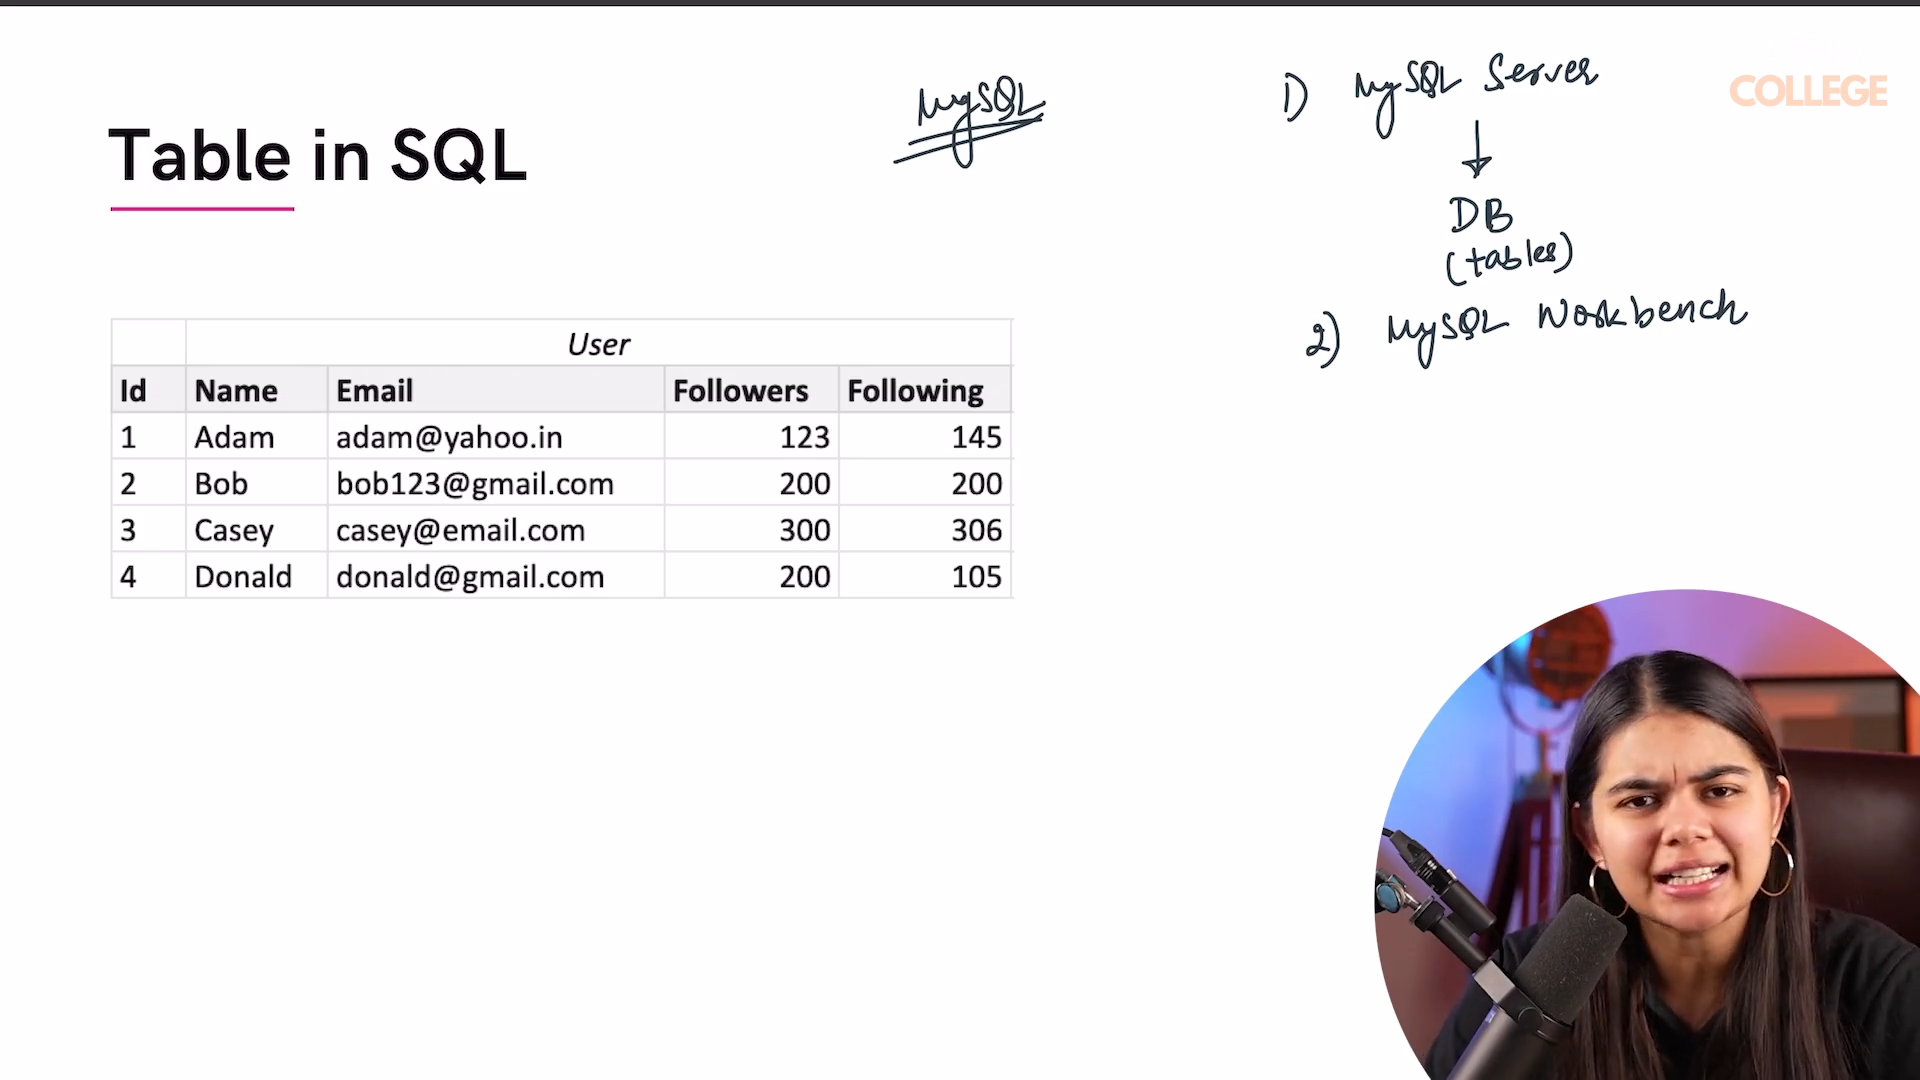 Table in SQL
MySQL
1) MySQL Server
DB
(tables)
2) MySQL Workbench
COLLEGE
User
Id Name Email Followers Following
1 Adam adam@yahoo.in 123 145
2 Bob bob123@gmail.com 200 200
3 Casey casey@email.com 300 306
4 Donald donald@gmail.com 200 105